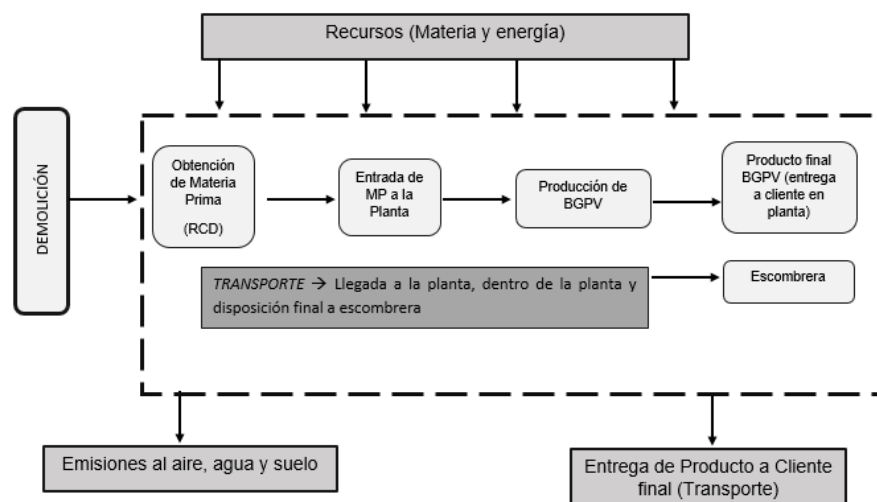 Recursos (Materia y energía)
DEMOLICIÓN
Obtención
de Materia
Prima
(RCD)
Entrada de
MP a la
Planta
Producción de
BGPV
Producto final
BGPV (entrega
a cliente en
planta)
TRANSPORTE → Llegada a la planta, dentro de la planta y
disposición final a escombrera
Escombrera
Emisiones al aire, agua y suelo
Entrega de Producto a Cliente
final (Transporte)